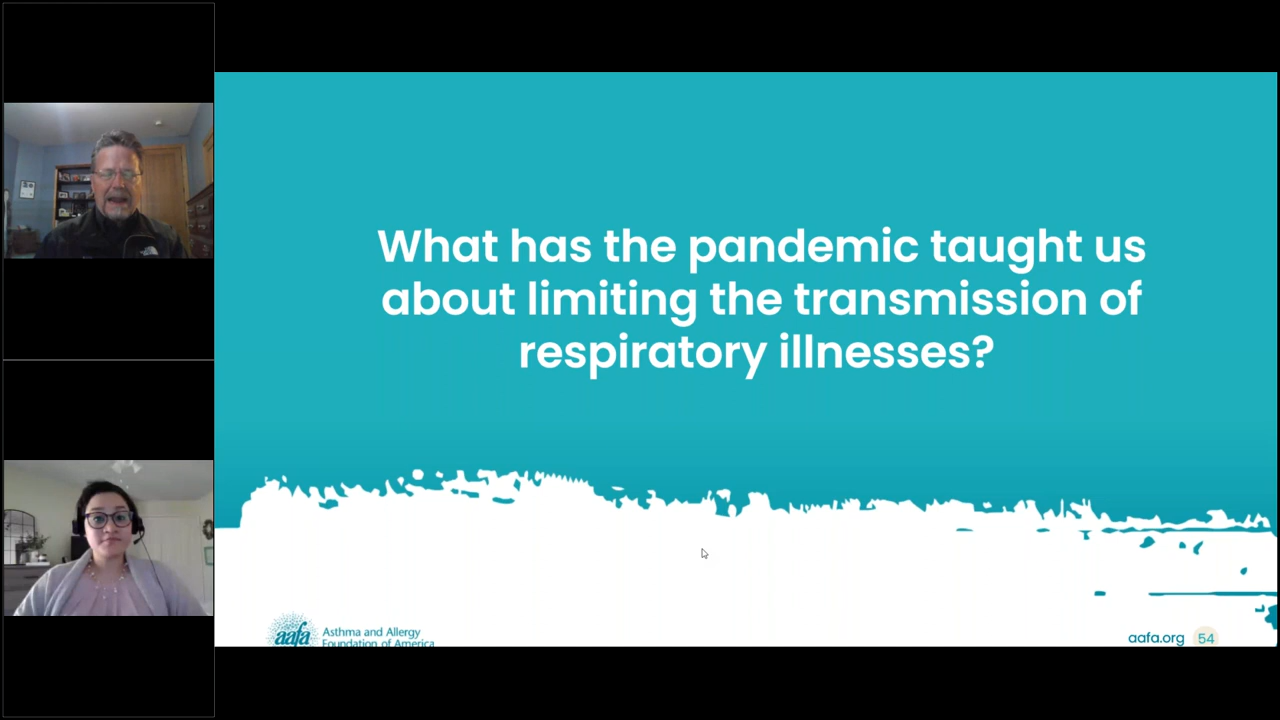 What has the pandemic taught us
about limiting the transmission of
respiratory illnesses?
aafa
Asthma and Allergy
Foundation of America
aafa.org 54